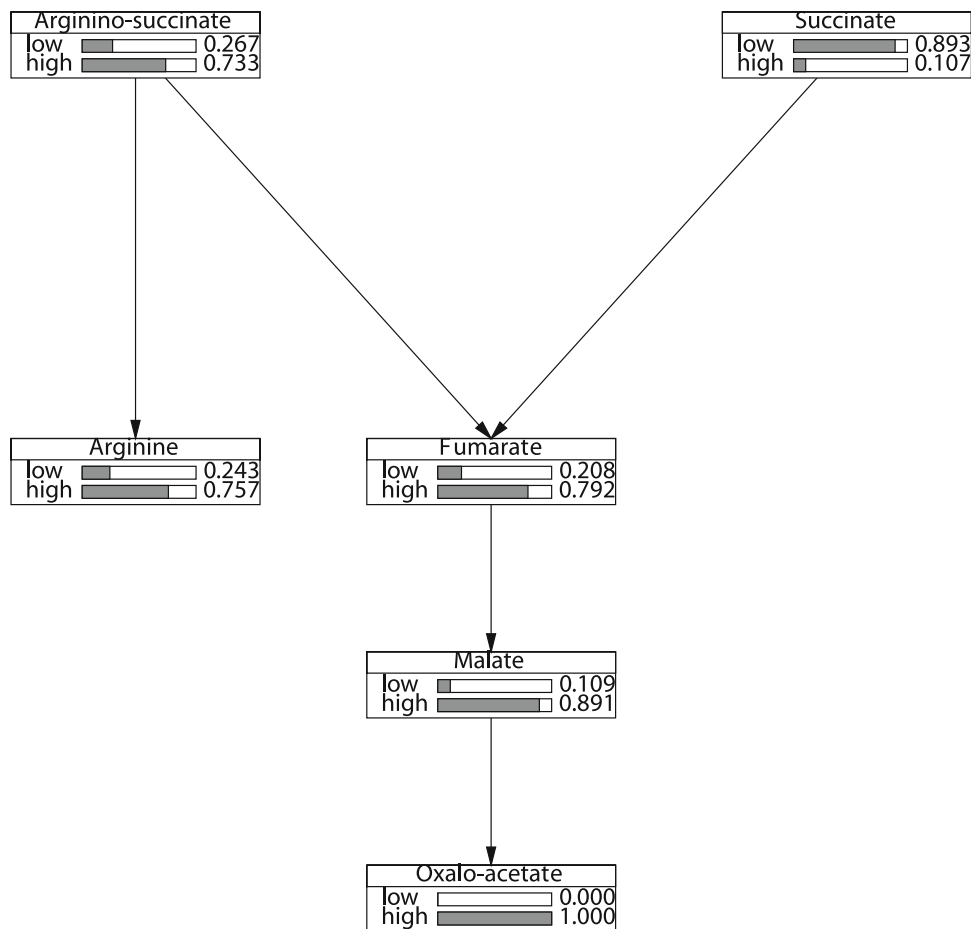 Arginino-succinate
low 0.267
high 0.733
Succinate
low 0.893
high 0.107
Arginine
low 0.243
high 0.757
Fumarate
low 0.208
high 0.792
Malate
low 0.109
high 0.891
Oxalo-acetate
low 0.000
high 1.000